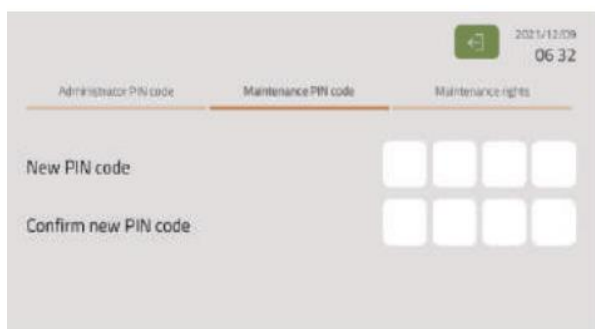 2021/12/09
06 32
Administrator PIN code
Maintenance PIN code
Maintenance rights
New PIN code
Confirm new PIN code